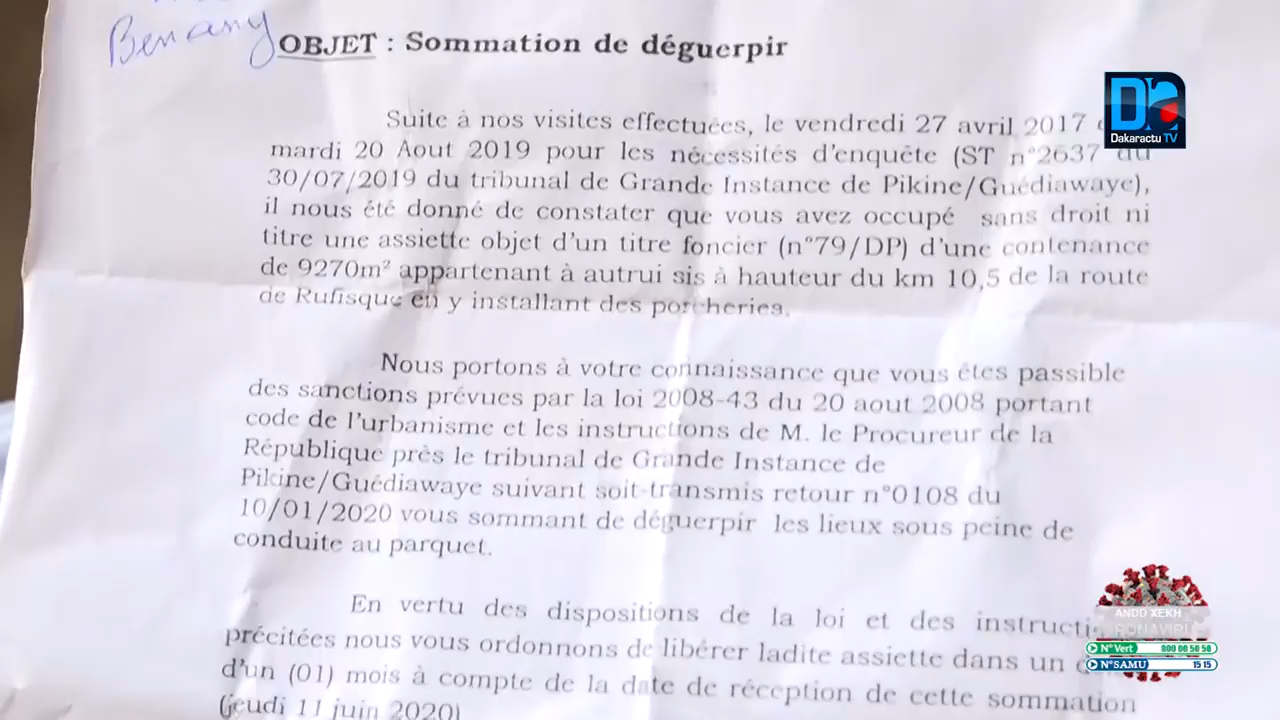 Benany
OBJET : Sommation de déguerpir
Suite à nos visites effectuées, le vendredi 27 avril 2017
mardi 20 Aout 2019 pour les nécessités d'enquête (ST n°2637 du
30/07/2019 du tribunal de Grande Instance de Pikine/Guédiawaye),
il nous été donné de constater que vous avez occupé sans droit ni
titre une assiette objet d'un titre foncier (n°79/DP) d'une contenance
de 9270m² appartenant à autrui sis à hauteur du km 10,5 de la route
de Rufisque en y installant des porcheries.
Nous portons à votre connaissance que vous êtes passible
des sanctions prévues par la loi 2008-43 du 20 aout 2008 portant
code de l'urbanisme et les instructions de M. le Procureur de la
République près le tribunal de Grande Instance de
Pikine/Guédiawaye suivant soit-transmis retour n°0108 du
10/01/2020 vous sommant de déguerpir les lieux sous peine de
conduite au parquet.
En vertu des dispositions de la loi et des
précitées nous vous ordonnons de libérer ladite assiette dans un
d'un (01) mois à compter de la date de réception de cette sommation
(jeudi 11 juin 2020)
Dakaractu TV
ANDD XEKH
N° Vert 800 00 50 50
N°SAMU 15 15